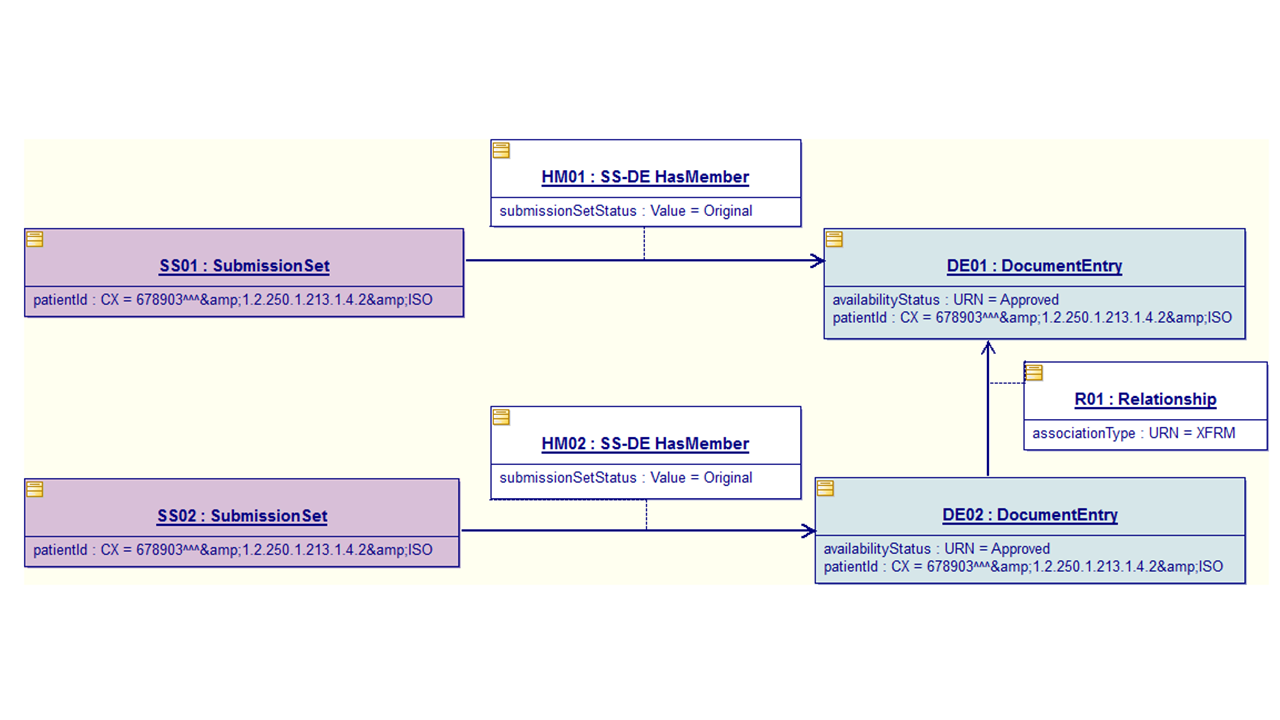 HM01 : SS-DE HasMember
submissionSetStatus : Value = Original
SS01 : SubmissionSet
patientId : CX = 678903^^^&amp;1.2.250.1.213.1.4.2&amp;ISO
DE01 : DocumentEntry
availabilityStatus : URN = Approved
patientId : CX = 678903^^^&amp;1.2.250.1.213.1.4.2&amp;ISO
R01 : Relationship
associationType : URN = XFRM
HM02 : SS-DE HasMember
submissionSetStatus : Value = Original
SS02 : SubmissionSet
patientId : CX = 678903^^^&amp;1.2.250.1.213.1.4.2&amp;ISO
DE02 : DocumentEntry
availabilityStatus : URN = Approved
patientId : CX = 678903^^^&amp;1.2.250.1.213.1.4.2&amp;ISO